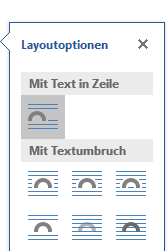 Layoutoptionen
Mit Text in Zeile
Mit Textumbruch